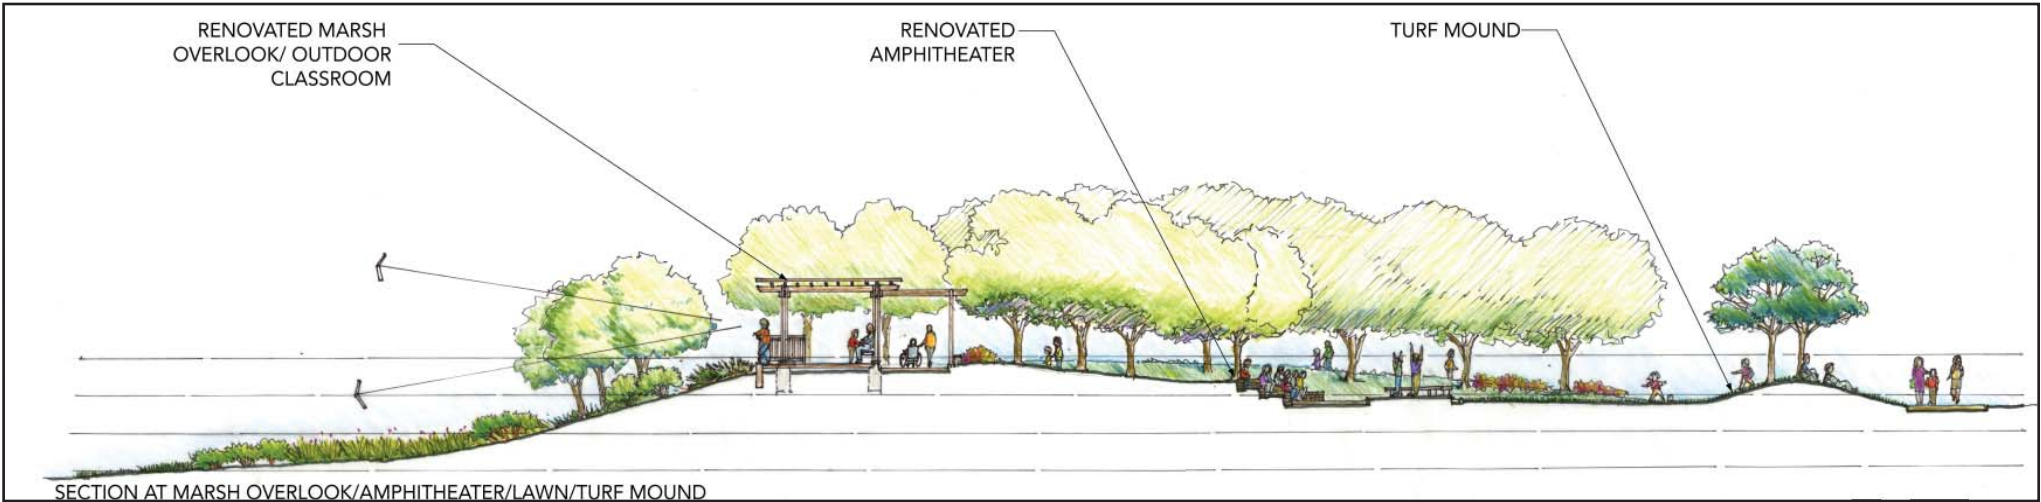 RENOVATED MARSH
OVERLOOK/ OUTDOOR
CLASSROOM
RENOVATED
AMPHITHEATER
TURF MOUND
SECTION AT MARSH OVERLOOK/AMPHITHEATER/LAWN/TURF MOUND